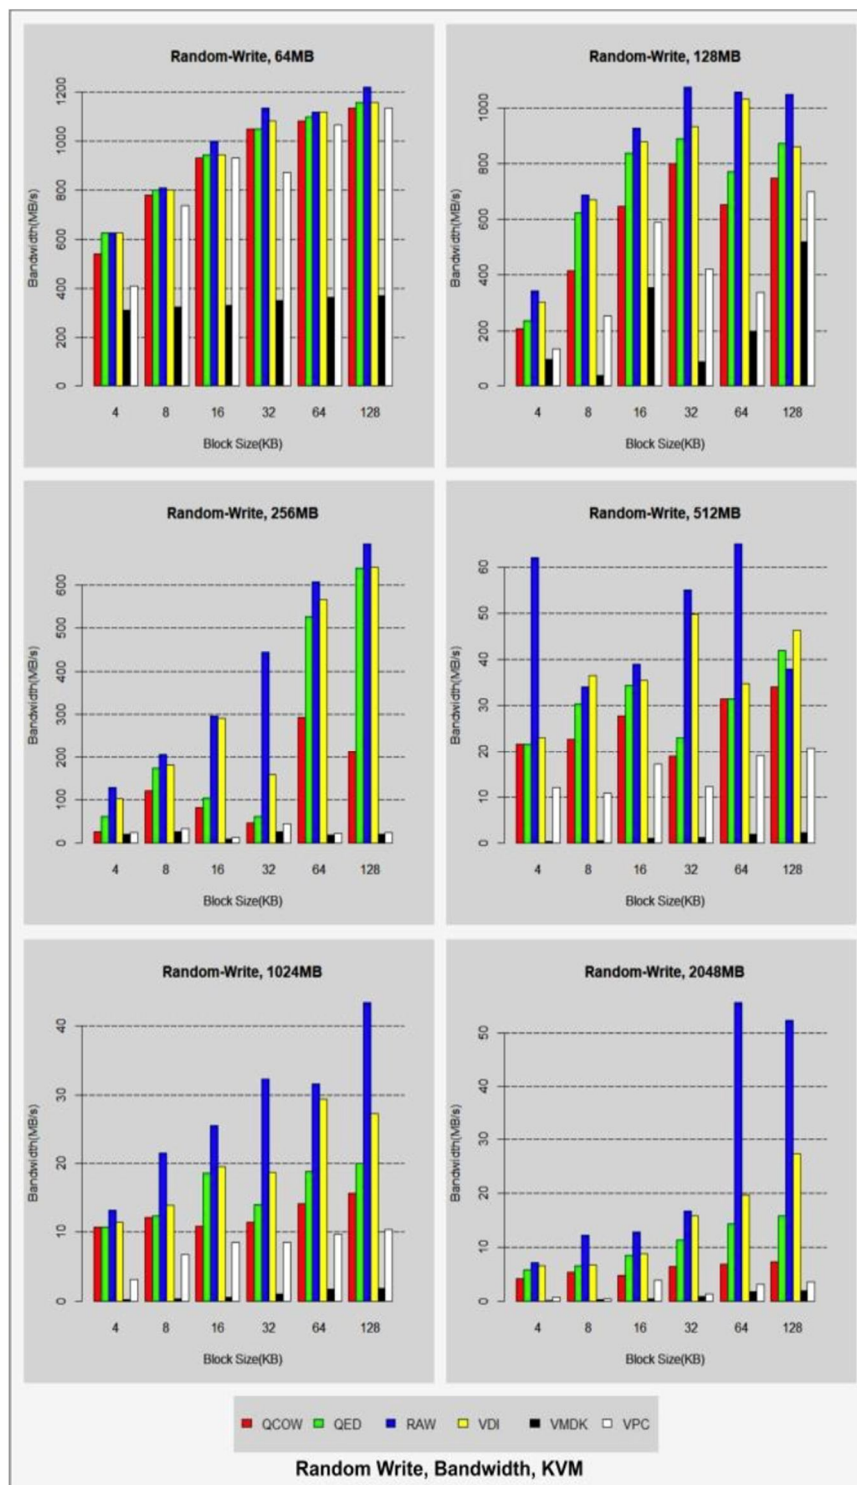 Random-Write, 64MB
Bandwidth(MB/s)
0 200 400 600 800 1000 1200
4 8 16 32 64 128
Block Size(KB)
Random-Write, 128MB
Bandwidth(MB/s)
0 200 400 600 800 1000
4 8 16 32 64 128
Block Size(KB)
Random-Write, 256MB
Bandwidth(MB/s)
0 100 200 300 400 500 600
4 8 16 32 64 128
Block Size(KB)
Random-Write, 512MB
Bandwidth(MB/s)
0 10 20 30 40 50 60
4 8 16 32 64 128
Block Size(KB)
Random-Write, 1024MB
Bandwidth(MB/s)
0 10 20 30 40
4 8 16 32 64 128
Block Size(KB)
Random-Write, 2048MB
Bandwidth(MB/s)
0 10 20 30 40 50
4 8 16 32 64 128
Block Size(KB)
QCOW QED RAW VDI VMDK VPC
Random Write, Bandwidth, KVM